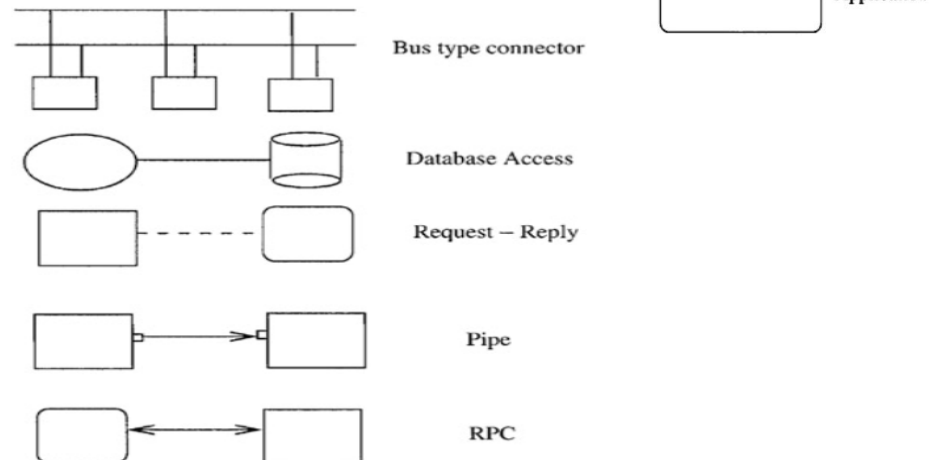 Bus type connector
Database Access
Request – Reply
Pipe
RPC